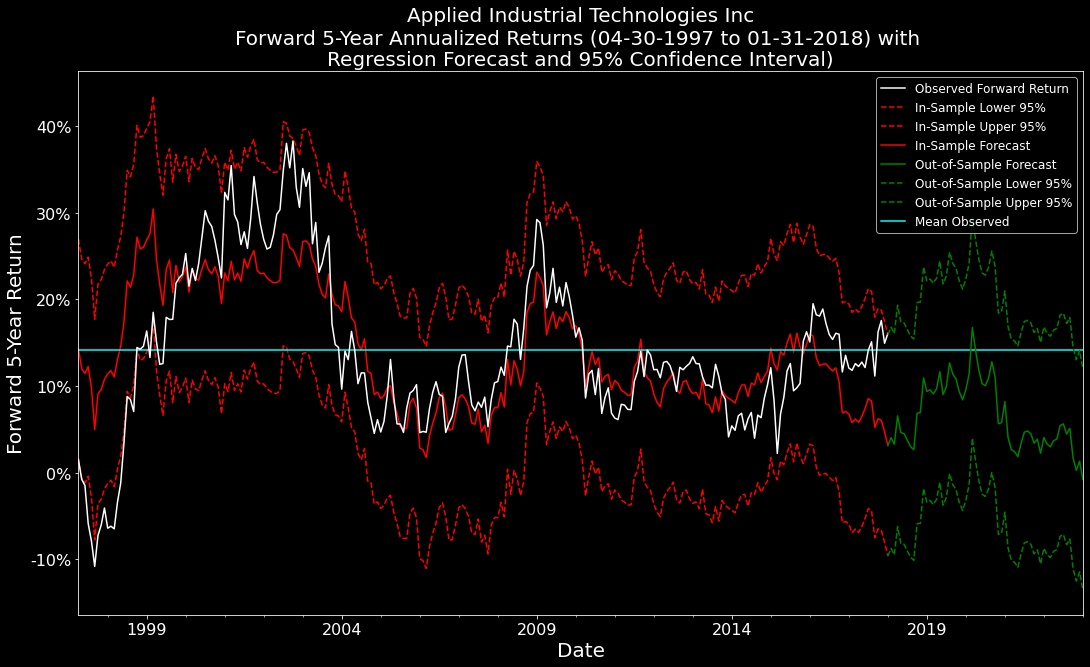 Applied Industrial Technologies Inc
Forward 5-Year Annualized Returns (04-30-1997 to 01-31-2018) with
Regression Forecast and 95% Confidence Interval)
Observed Forward Return
In-Sample Lower 95%
In-Sample Upper 95%
In-Sample Forecast
Out-of-Sample Forecast
Out-of-Sample Lower 95%
Out-of-Sample Upper 95%
Mean Observed
Forward 5-Year Return
40%
30%
20%
10%
0%
-10%
1999
2004
2009
2014
2019
Date